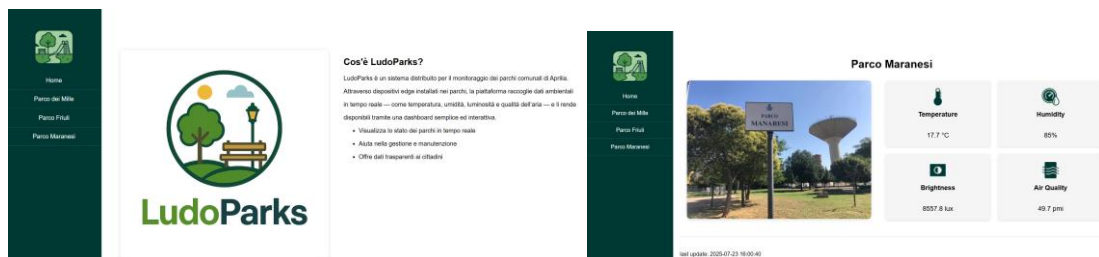 Home
Parco dei Mille
Parco Friuli
Parco Maranesi
LudoParks
Cos'è LudoParks?
LudoParks è un sistema distribuito per il monitoraggio dei parchi comunali di Aprilia.
Attraverso dispositivi edge installati nei parchi, la piattaforma raccoglie dati ambientali
in tempo reale — come temperatura, umidità, luminosità e qualità dell'aria — e li rende
disponibili tramite una dashboard semplice ed interattiva.
• Visualizza lo stato dei parchi in tempo reale
• Aiuta nella gestione e manutenzione
• Offre dati trasparenti ai cittadini
Home
Parco dei Mille
Parco Friuli
Parco Maranesi
Parco Maranesi
PARCO
MANARESI
Temperature
17.7 °C
Humidity
85%
Brightness
8557.8 lux
Air Quality
49.7 pmi
last update: 2025-07-23 16:00:40